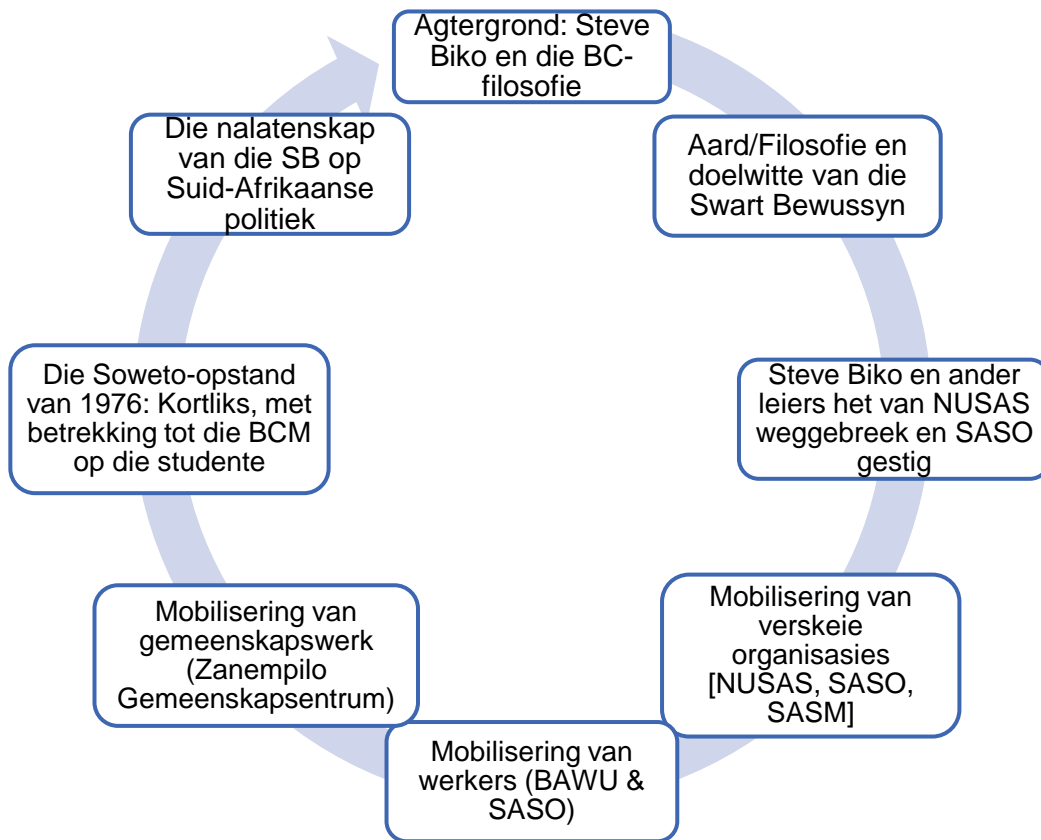 Agtergrond: Steve
Biko en die BC-
filosofie
Aard/Filosofie en
doelwitte van die
Swart Bewussyn
Steve Biko en ander
leiers het van NUSAS
weggebreek en SASO
gestig
Mobilisering van
verskeie
organisasies
[NUSAS, SASO,
SASM]
Mobilisering van
werkers (BAWU &
SASO)
Mobilisering van
gemeenskapswerk
(Zanempilo
Gemeenskapsentrum)
Die Soweto-opstand
van 1976: Kortliks, met
betrekking tot die BCM
op die studente
Die nalatenskap
van die SB op
Suid-Afrikaanse
politiek